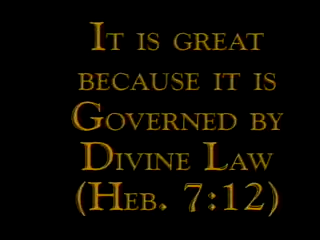 It is great
because it is
Governed by
Divine Law
(Heb. 7:12)